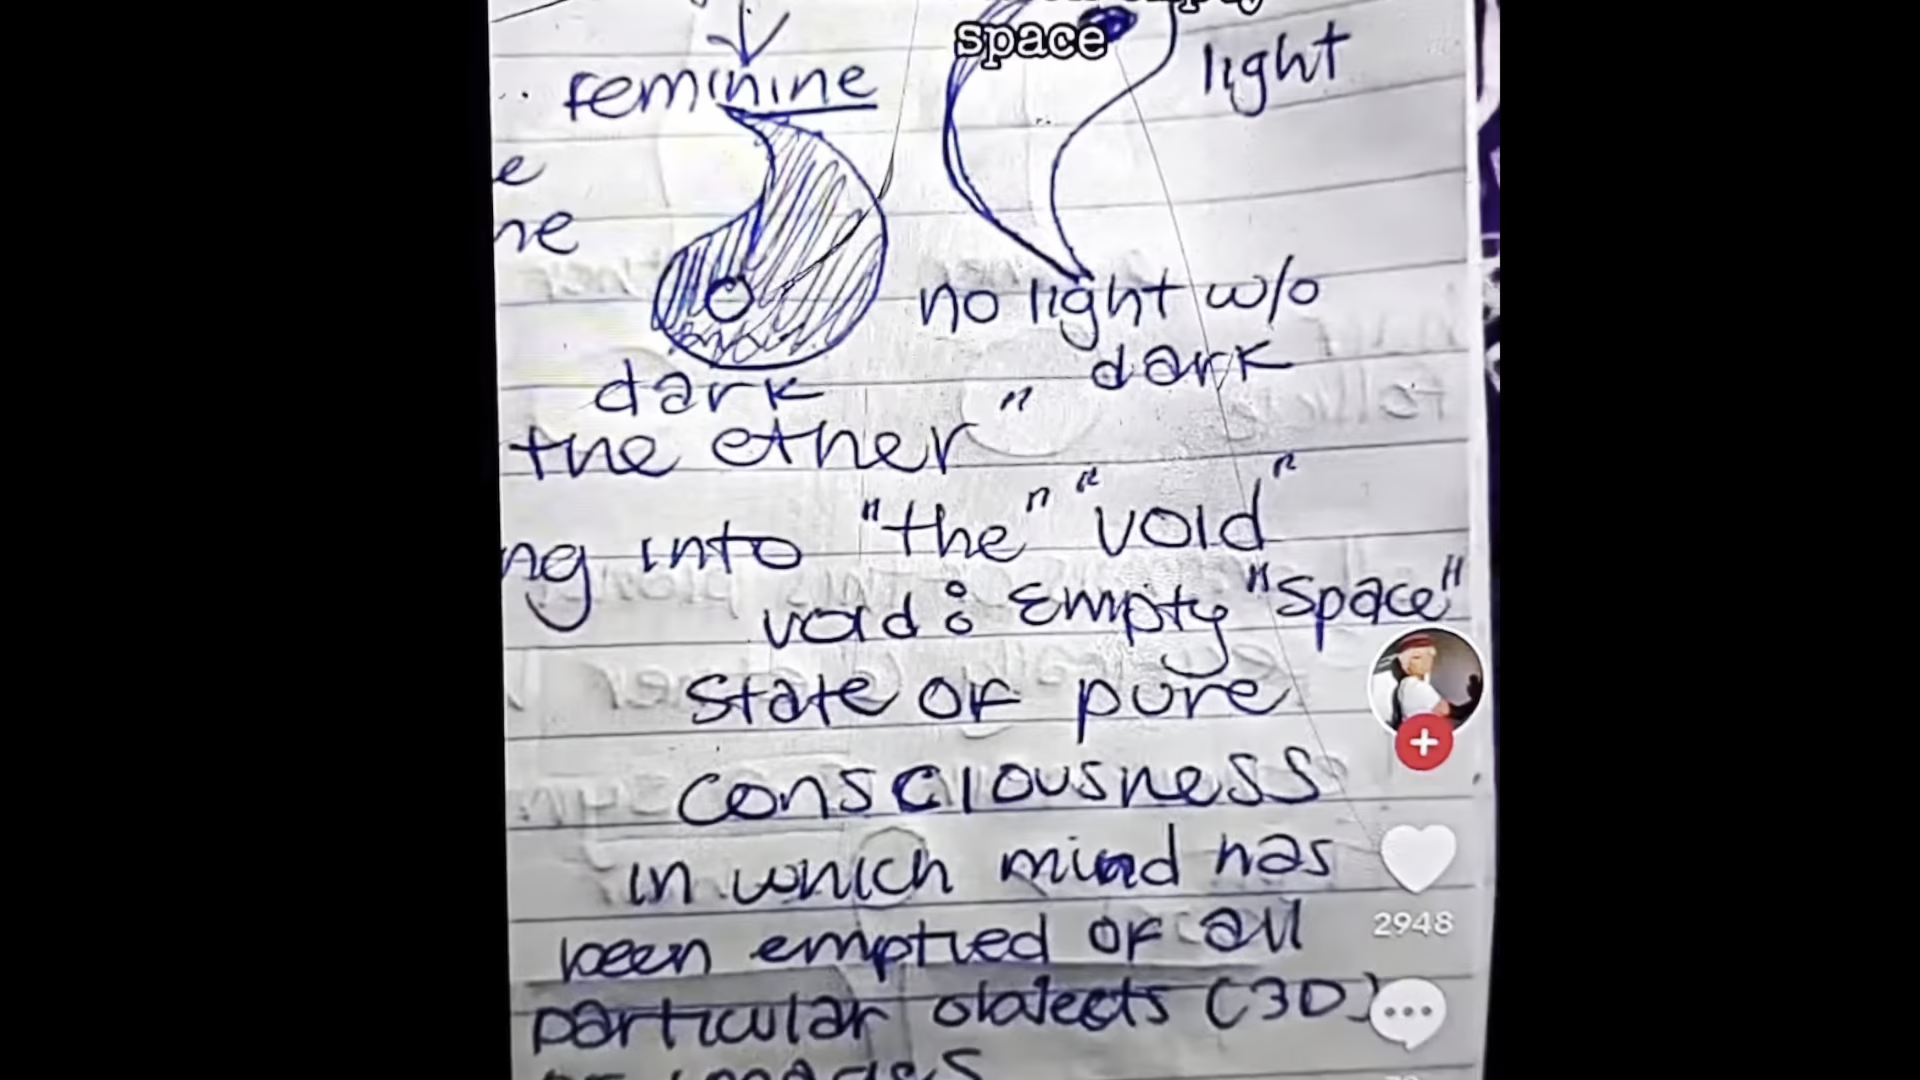 space
light
feminine
e
ne
no light w/o
dark
dark
the ether"
ng into "the" "void"
void: Empty "space"
state of pure
consciousness
in which mind has
been emptied of all
particular objects (3D)
2948